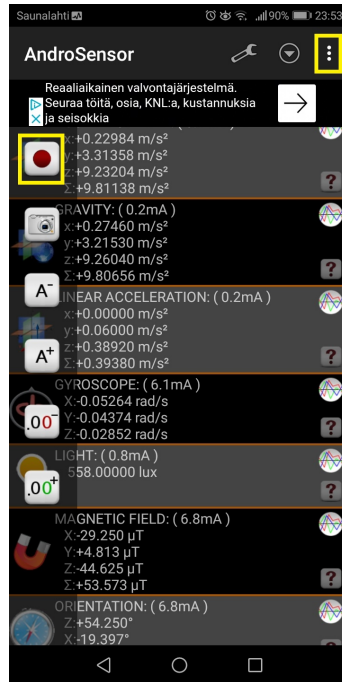 Saunalahti 90% 23:53
AndroSensor
Reaaliaikainen valvontajärjestelmä.
Seuraa töitä, osia, KNL:a, kustannuksia
ja seisokkia
x:+0.22984 m/s²
y:+3.31358 m/s²
z:+9.23204 m/s²
Σ:+9.81138 m/s²
?
GRAVITY: ( 0.2mA )
x:+0.27460 m/s²
y:+3.21530 m/s²
z:+9.26040 m/s²
Σ:+9.80656 m/s²
?
A-
LINEAR ACCELERATION: ( 0.2mA )
x:+0.00000 m/s²
y:+0.06000 m/s²
z:+0.38920 m/s²
Σ:+0.39380 m/s²
A+
?
GYROSCOPE: ( 6.1mA )
X:-0.05264 rad/s
Y:-0.04374 rad/s
Z:-0.02852 rad/s
.00-
?
LIGHT: ( 0.8mA )
558.00000 lux
.00+
?
MAGNETIC FIELD: ( 6.8mA )
X:-29.250 µT
Y:+4.813 µT
Z:-44.625 µT
Σ:+53.573 µT
?
ORIENTATION: ( 6.8mA )
Z:+54.250°
X:-19.397°